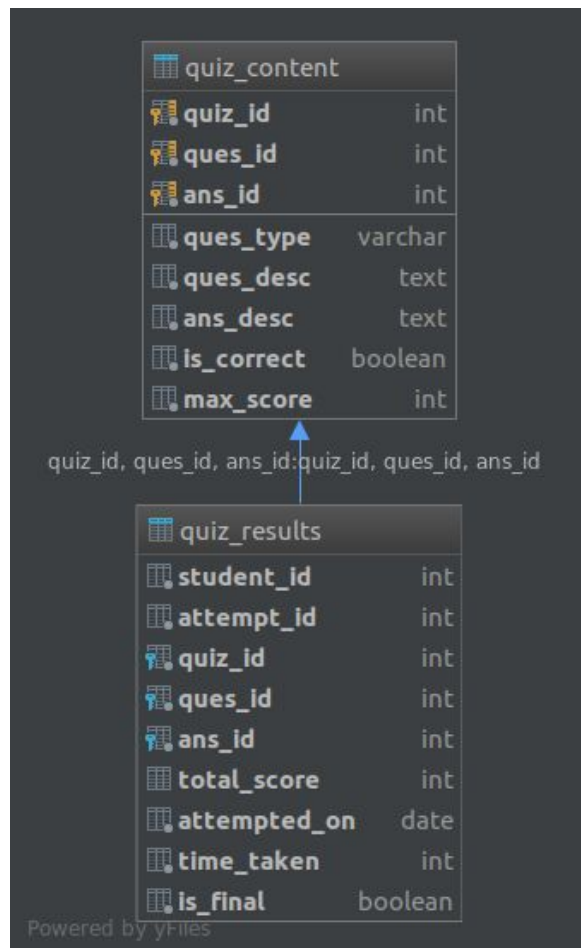 quiz_content
quiz_id int
ques_id int
ans_id int
ques_type varchar
ques_desc text
ans_desc text
is_correct boolean
max_score int
quiz_id, ques_id, ans_id:quiz_id, ques_id, ans_id
quiz_results
student_id int
attempt_id int
quiz_id int
ques_id int
ans_id int
total_score int
attempted_on date
time_taken int
is_final boolean
Powered by yFiles